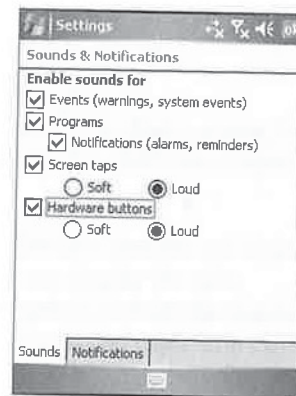 Settings
ok
Sounds & Notifications
Enable sounds for
Events (warnings, system events)
Programs
Notifications (alarms, reminders)
Screen taps
Soft Loud
Hardware buttons
Soft Loud
Sounds Notifications